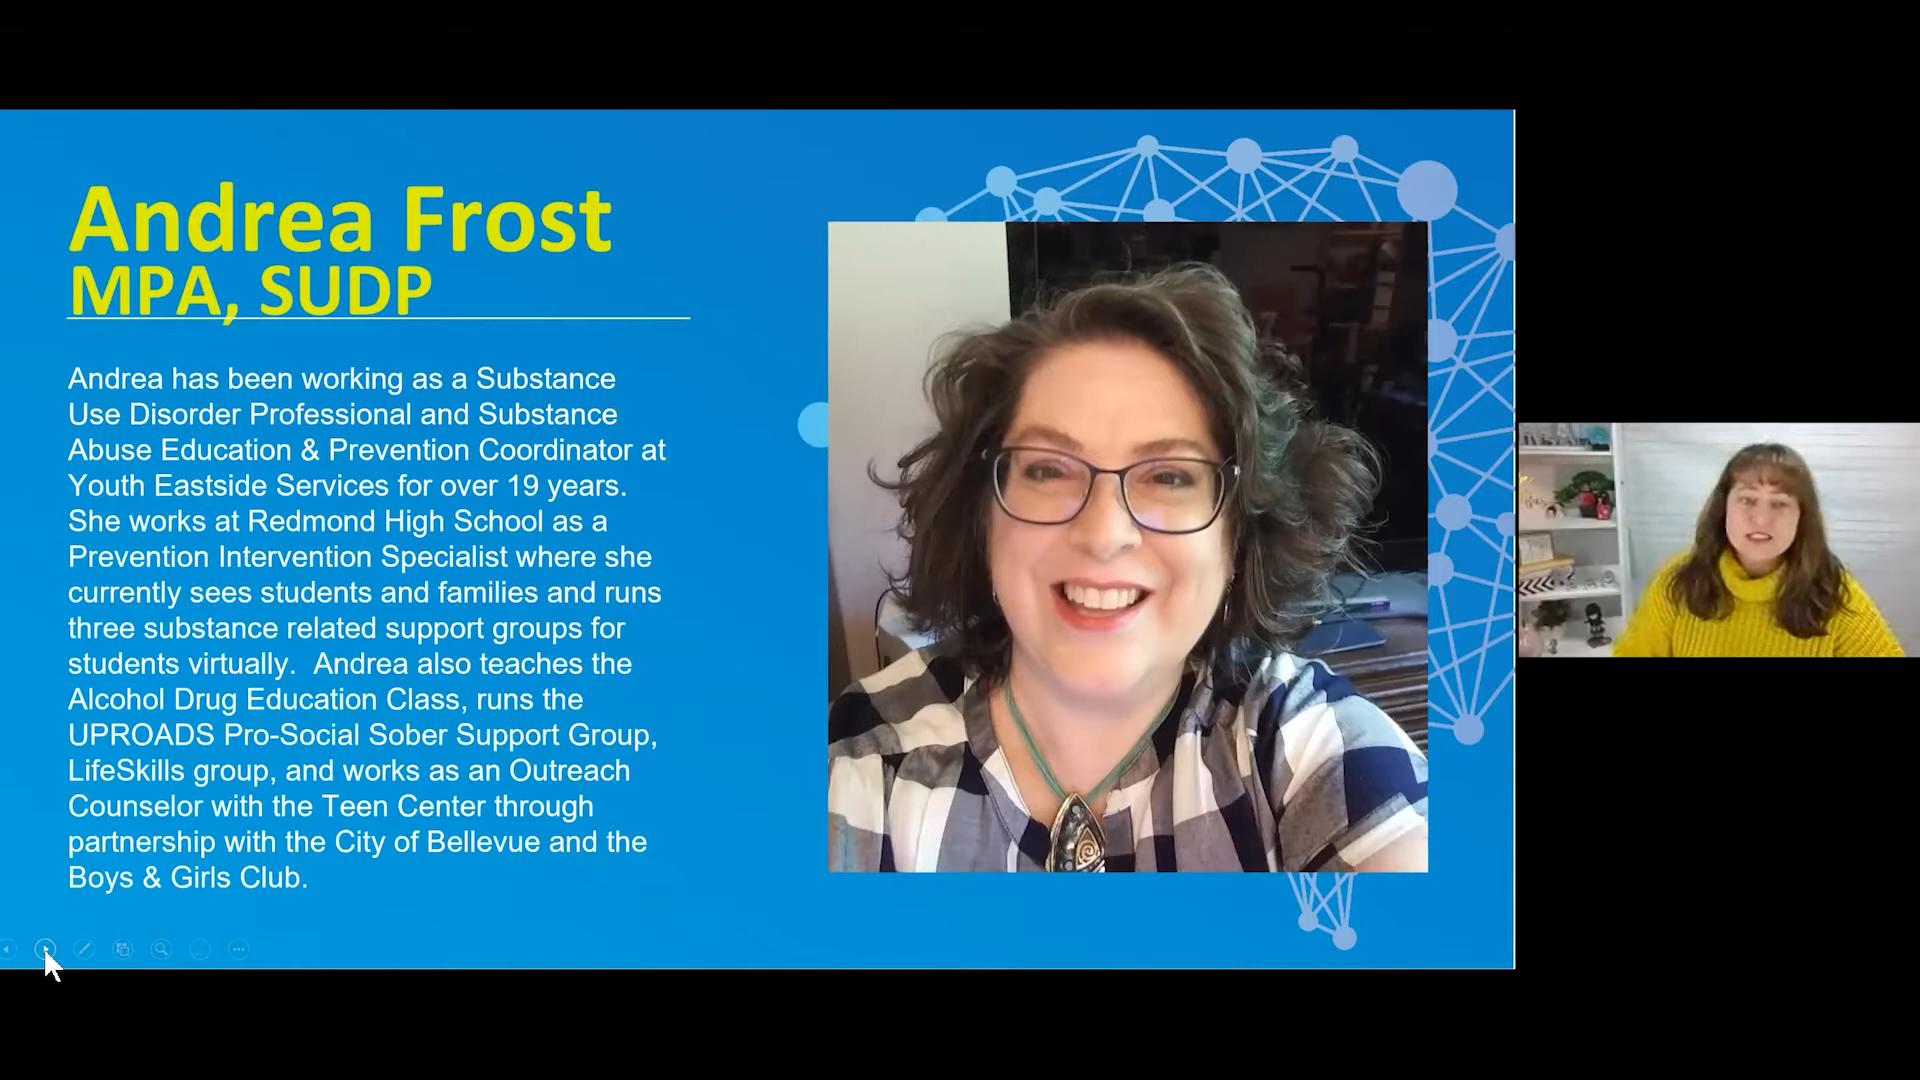 Andrea Frost
MPA, SUDP
Andrea has been working as a Substance
Use Disorder Professional and Substance
Abuse Education & Prevention Coordinator at
Youth Eastside Services for over 19 years.
She works at Redmond High School as a
Prevention Intervention Specialist where she
currently sees students and families and runs
three substance related support groups for
students virtually.  Andrea also teaches the
Alcohol Drug Education Class, runs the
UPROADS Pro-Social Sober Support Group,
LifeSkills group, and works as an Outreach
Counselor with the Teen Center through
partnership with the City of Bellevue and the
Boys & Girls Club.